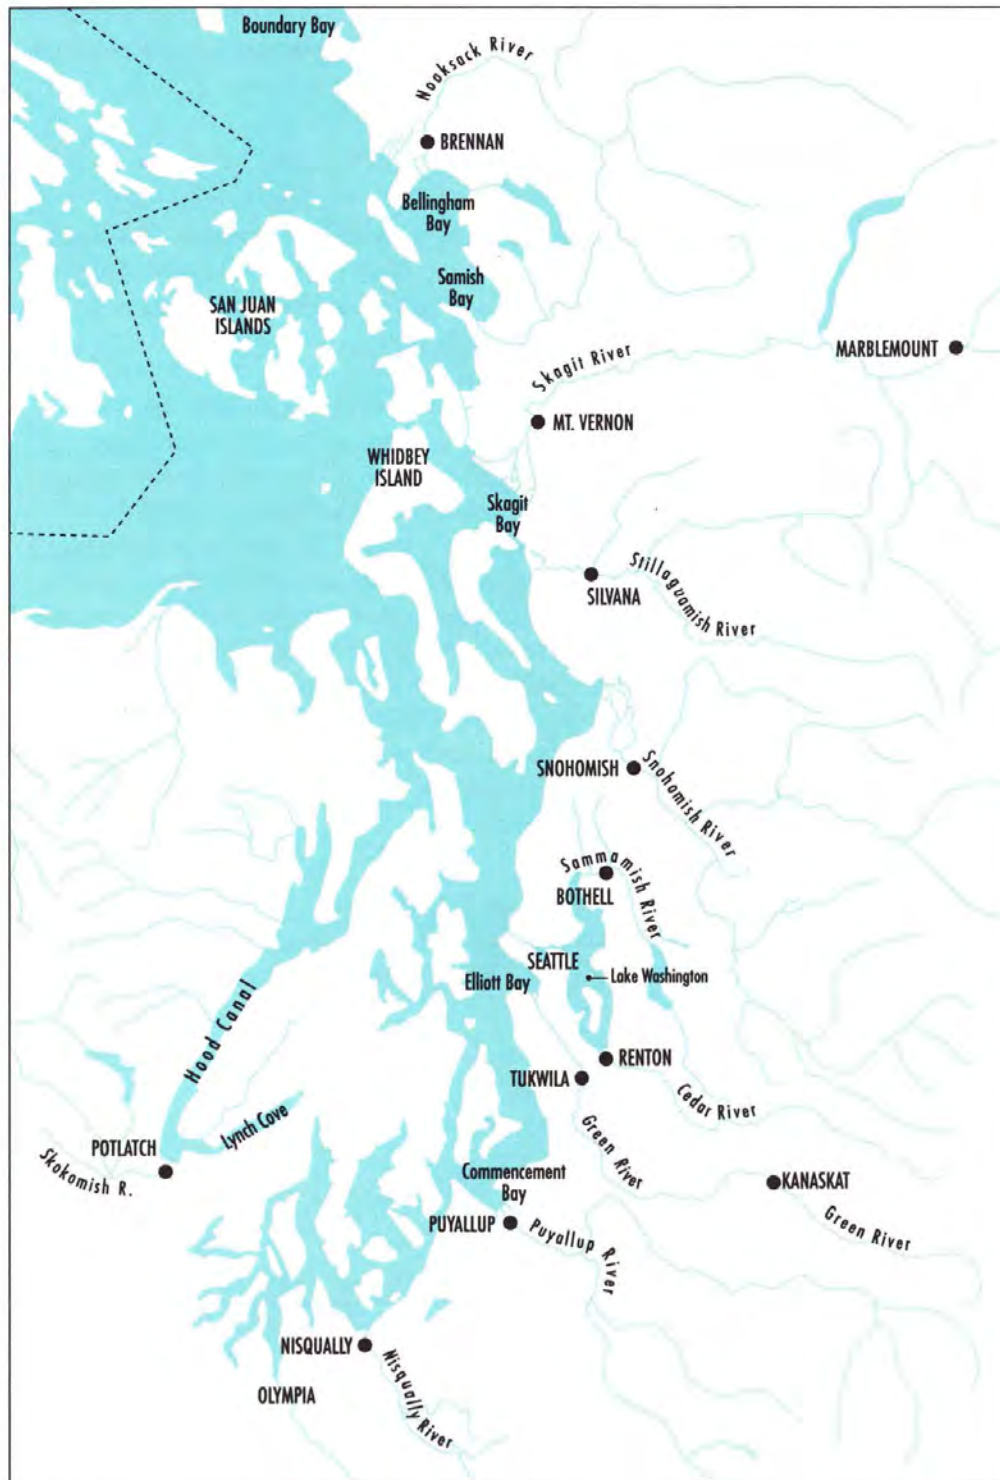 Boundary Bay
Nooksack River
BRENNAN
Bellingham
Bay
Samish
Bay
SAN JUAN
ISLANDS
Skagit River
MARBLEMOUNT
MT. VERNON
WHIDBEY
ISLAND
Skagit
Bay
Stillaguamish River
SILVANA
SNOHOMISH
Snohomish River
Sammamish River
BOTHELL
SEATTLE
Lake Washington
Elliott Bay
Hood Canal
RENTON
TUKWILA
Cedar River
Lynch Cove
Green River
POTLATCH
Skokomish R.
Commencement
Bay
KANASKAT
Green River
PUYALLUP
Puyallup River
NISQUALLY
Nisqually River
OLYMPIA